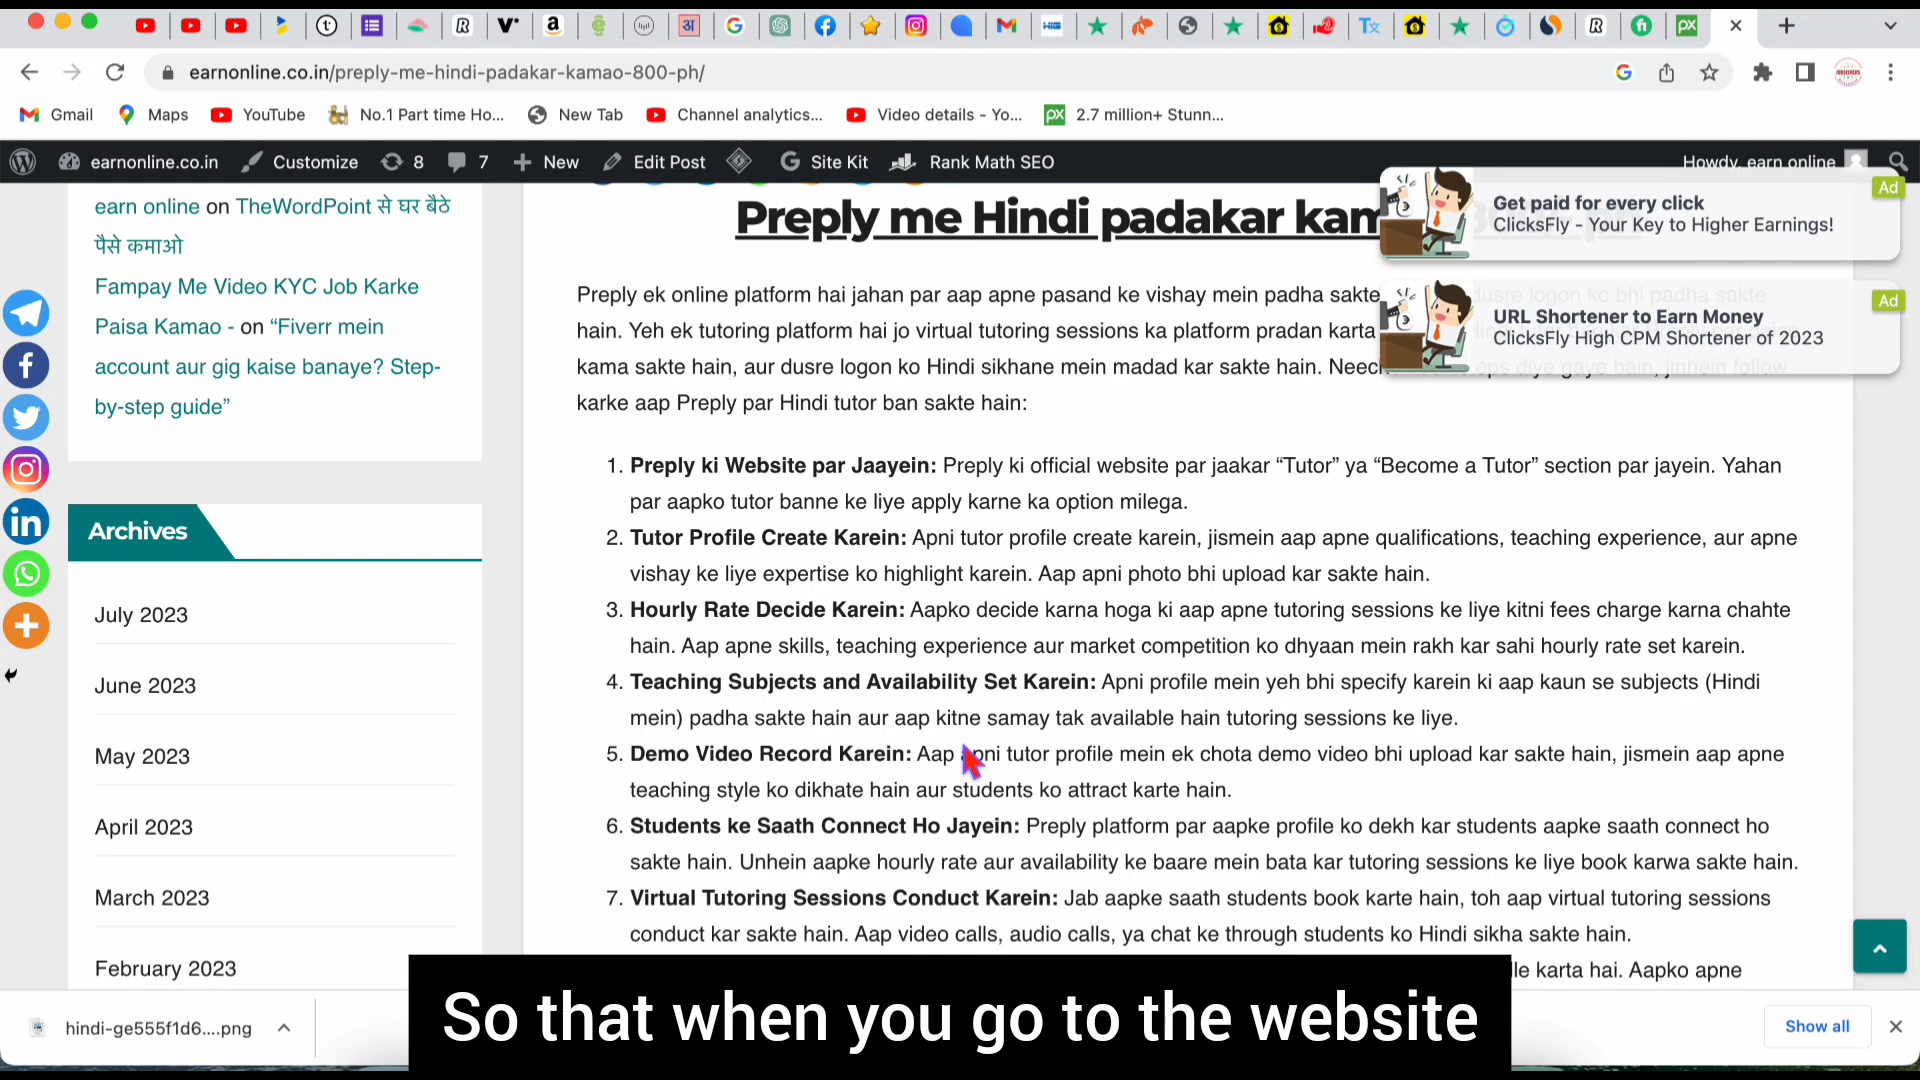 earnonline.co.in/preply-me-hindi-padakar-kamao-800-ph/
Gmail
Maps
YouTube
No.1 Part time Ho...
New Tab
Channel analytics...
Video details - Yo...
2.7 million+ Stunn...
earnonline.co.in
Customize
8
7
New
Edit Post
Site Kit
Rank Math SEO
Howdy, earn online
earn online on TheWordPoint से घर बैठे
पैसे कमाओ
Fampay Me Video KYC Job Karke
Paisa Kamao - on “Fiverr mein
account aur gig kaise banaye? Step-
by-step guide”
Archives
July 2023
June 2023
May 2023
April 2023
March 2023
February 2023
Preply me Hindi padakar kam
Ad
Get paid for every click
ClicksFly - Your Key to Higher Earnings!
Ad
URL Shortener to Earn Money
ClicksFly High CPM Shortener of 2023
Preply ek online platform hai jahan par aap apne pasand ke vishay mein padha sakte dusre logon ko bhi padha sakte
hain. Yeh ek tutoring platform hai jo virtual tutoring sessions ka platform pradan karta
kama sakte hain, aur dusre logon ko Hindi sikhane mein madad kar sakte hain. diye gaye hain, jinhein follow
karke aap Preply par Hindi tutor ban sakte hain:
1. Preply ki Website par Jaayein: Preply ki official website par jaakar “Tutor” ya “Become a Tutor” section par jayein. Yahan
par aapko tutor banne ke liye apply karne ka option milega.
2. Tutor Profile Create Karein: Apni tutor profile create karein, jismein aap apne qualifications, teaching experience, aur apne
vishay ke liye expertise ko highlight karein. Aap apni photo bhi upload kar sakte hain.
3. Hourly Rate Decide Karein: Aapko decide karna hoga ki aap apne tutoring sessions ke liye kitni fees charge karna chahte
hain. Aap apne skills, teaching experience aur market competition ko dhyaan mein rakh kar sahi hourly rate set karein.
4. Teaching Subjects and Availability Set Karein: Apni profile mein yeh bhi specify karein ki aap kaun se subjects (Hindi
mein) padha sakte hain aur aap kitne samay tak available hain tutoring sessions ke liye.
5. Demo Video Record Karein: Aap apni tutor profile mein ek chota demo video bhi upload kar sakte hain, jismein aap apne
teaching style ko dikhate hain aur students ko attract karte hain.
6. Students ke Saath Connect Ho Jayein: Preply platform par aapke profile ko dekh kar students aapke saath connect ho
sakte hain. Unhein aapke hourly rate aur availability ke baare mein bata kar tutoring sessions ke liye book karwa sakte hain.
7. Virtual Tutoring Sessions Conduct Karein: Jab aapke saath students book karte hain, toh aap virtual tutoring sessions
conduct kar sakte hain. Aap video calls, audio calls, ya chat ke through students ko Hindi sikha sakte hain.
le karta hai. Aapko apne
hindi-ge555f1d6....png
Show all
So that when you go to the website